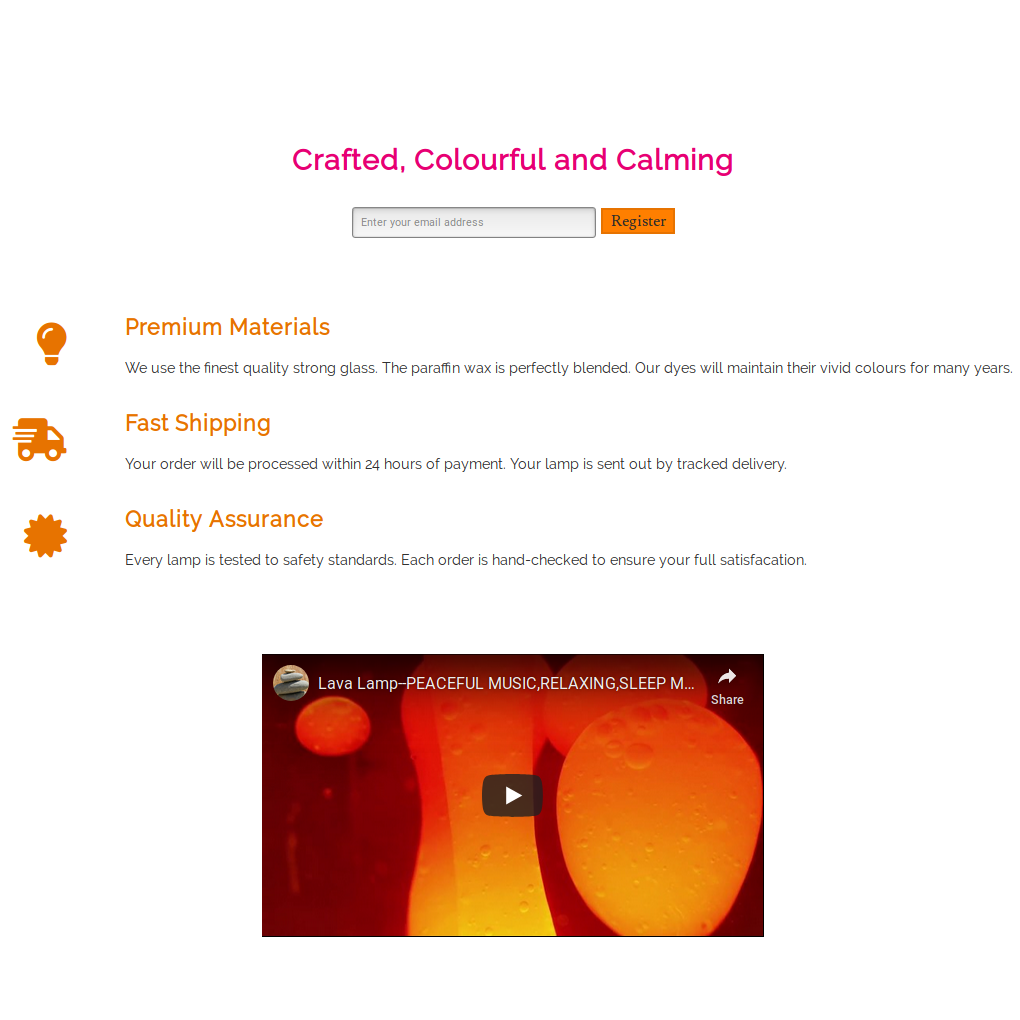 Crafted, Colourful and Calming
Enter your email address
Register
Premium Materials
We use the finest quality strong glass. The paraffin wax is perfectly blended. Our dyes will maintain their vivid colours for many years.
Fast Shipping
Your order will be processed within 24 hours of payment. Your lamp is sent out by tracked delivery.
Quality Assurance
Every lamp is tested to safety standards. Each order is hand-checked to ensure your full satisfacation.
Lava Lamp--PEACEFUL MUSIC,RELAXING,SLEEP M...
Share